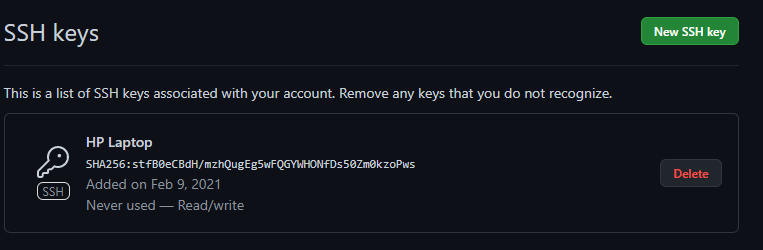 SSH keys
New SSH key
This is a list of SSH keys associated with your account. Remove any keys that you do not recognize.
HP Laptop
SHA256:stfB0eCBdH/mzhQugEg5wFQGYWHONfDs50Zm0kzoPws
Added on Feb 9, 2021
Never used — Read/write
SSH
Delete